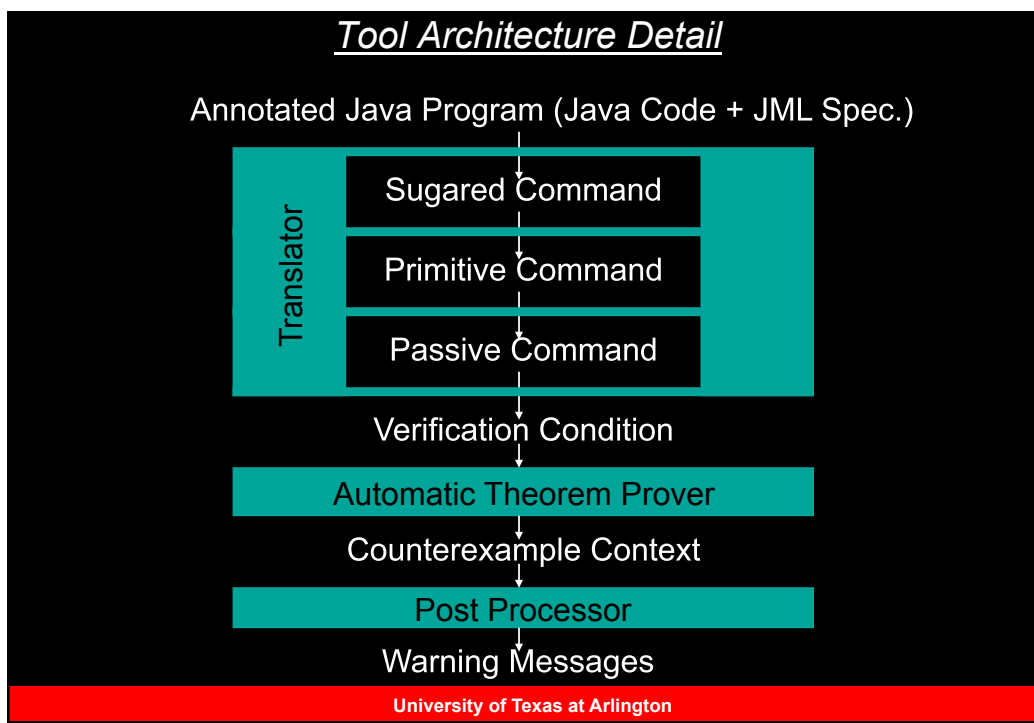 Tool Architecture Detail
Annotated Java Program (Java Code + JML Spec.)
Translator
Sugared Command
Primitive Command
Passive Command
Verification Condition
Automatic Theorem Prover
Counterexample Context
Post Processor
Warning Messages
University of Texas at Arlington